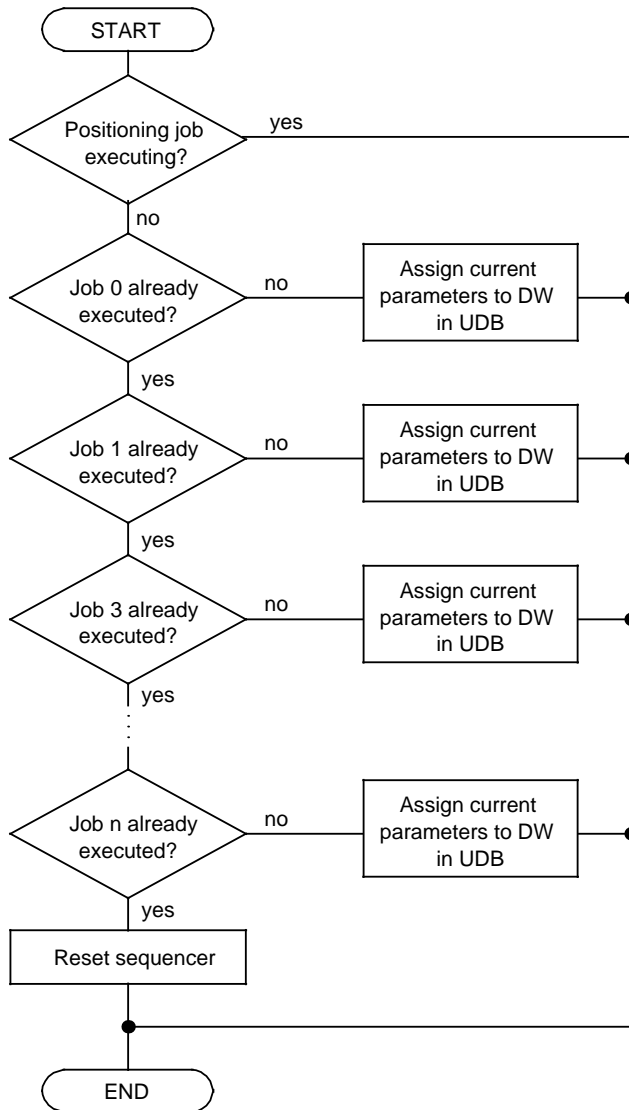 START
Positioning job
executing?
yes
no
Job 0 already
executed?
no
Assign current
parameters to DW
in UDB
yes
Job 1 already
executed?
no
Assign current
parameters to DW
in UDB
yes
Job 3 already
executed?
no
Assign current
parameters to DW
in UDB
yes
Job n already
executed?
no
Assign current
parameters to DW
in UDB
yes
Reset sequencer
END